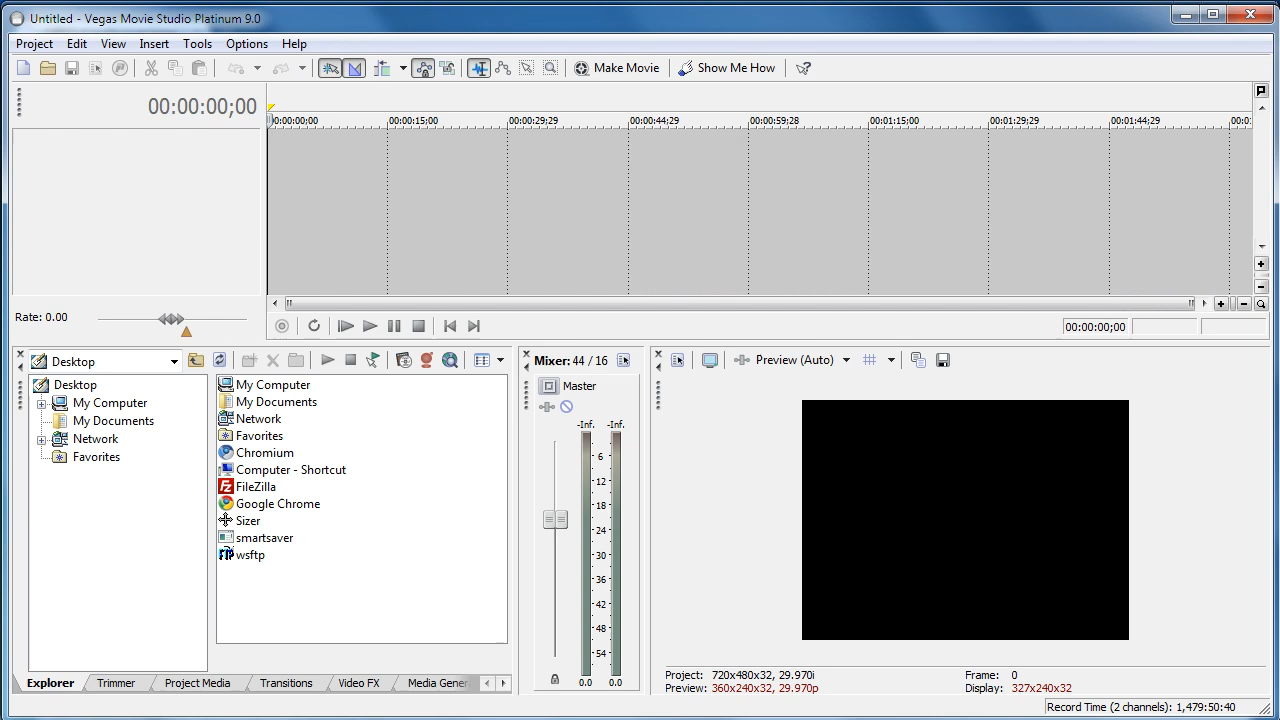 Untitled - Vegas Movie Studio Platinum 9.0
Project Edit View Insert Tools Options Help
Make Movie Show Me How
00:00:00;00
00:00:15;00 00:00:29;29 00:00:44;29 00:00:59;28 00:01:15;00 00:01:29;29 00:01:44;29
Rate: 0.00
00:00:00;00
Desktop
Mixer: 44 / 16
Preview (Auto)
Desktop
My Computer
My Documents
Network
Favorites
My Computer
My Documents
Network
Favorites
Chromium
Computer - Shortcut
FileZilla
Google Chrome
Sizer
smartsaver
wsftp
Master
-Inf. -Inf.
6
12
18
24
30
36
42
48
54
0.0 0.0
Explorer Trimmer Project Media Transitions Video FX Media Gener
Project: 720x480x32, 29.970i Frame: 0
Preview: 360x240x32, 29.970p Display: 327x240x32
Record Time (2 channels): 1,479:50:40